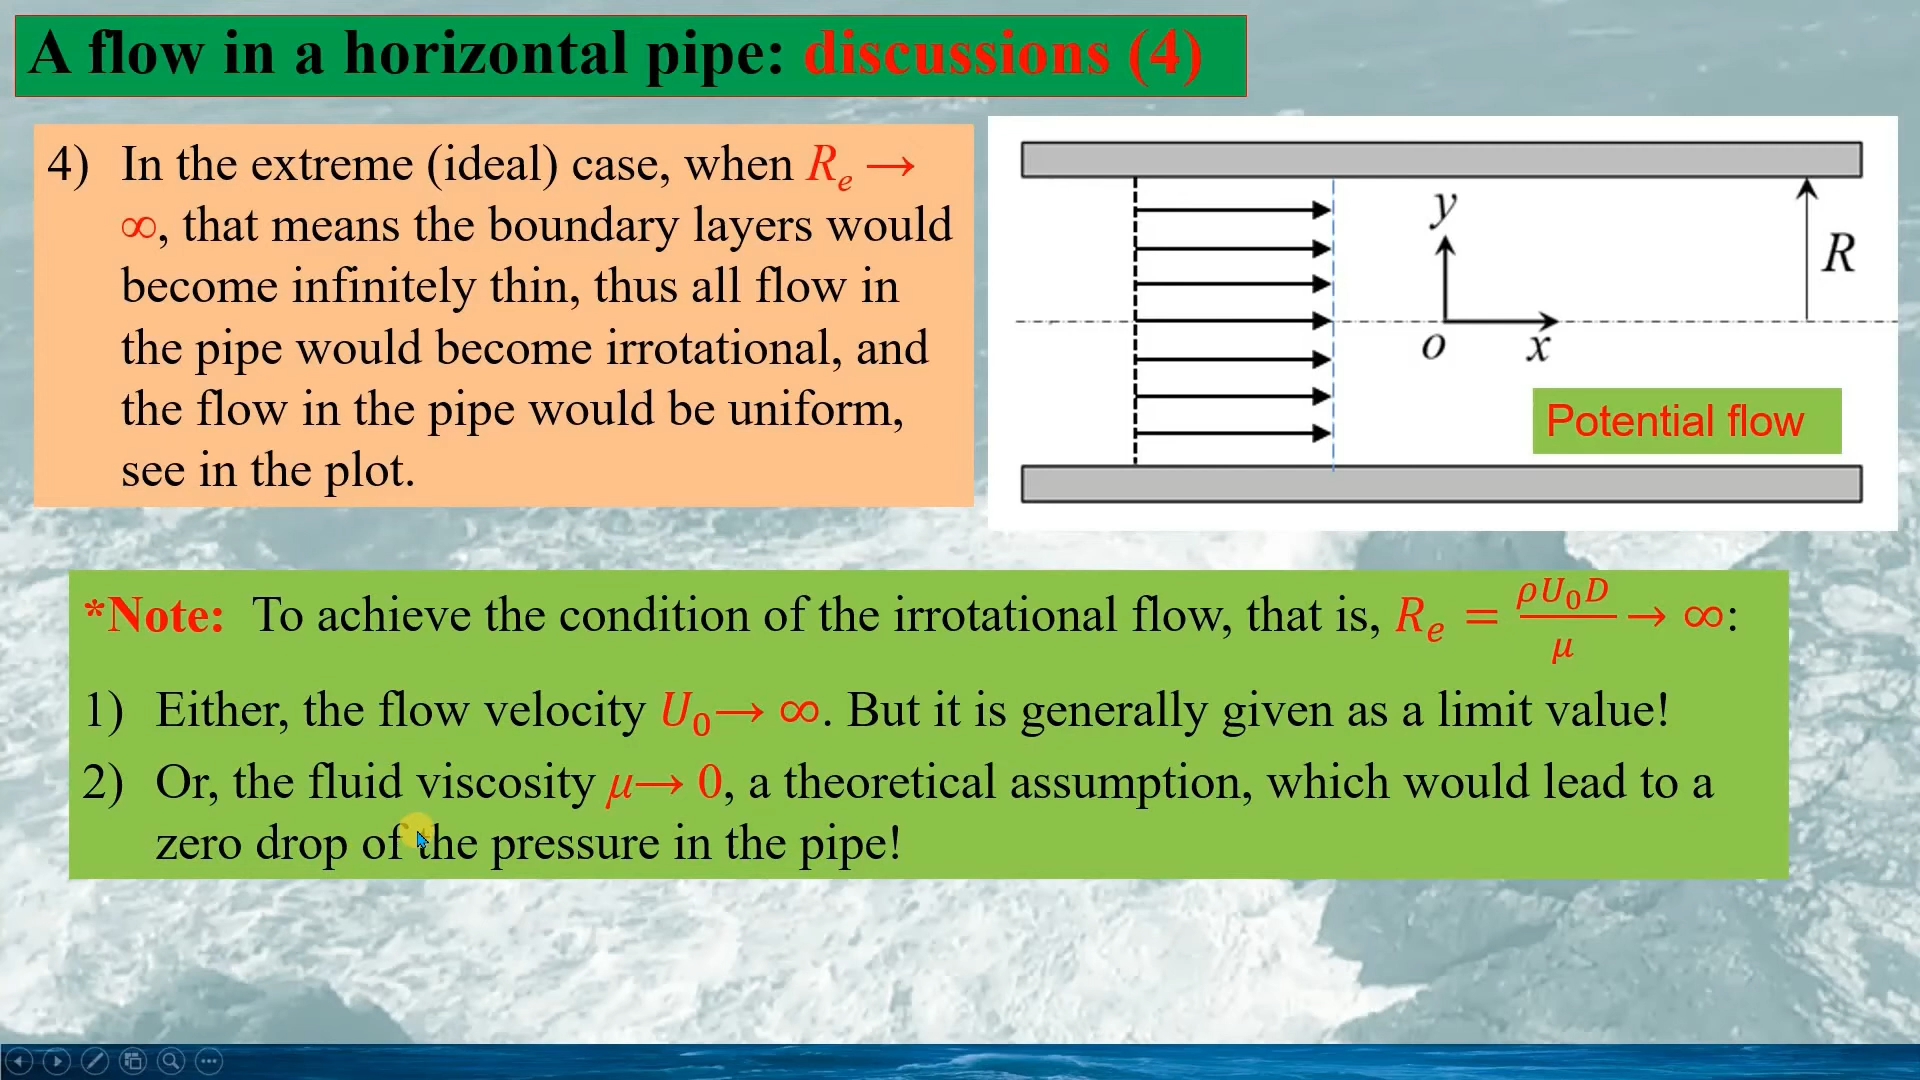 A flow in a horizontal pipe: discussions (4)
4) In the extreme (ideal) case, when Rₑ →
∞, that means the boundary layers would
become infinitely thin, thus all flow in
the pipe would become irrotational, and
the flow in the pipe would be uniform,
see in the plot.
y
R
o
x
Potential flow
*Note: To achieve the condition of the irrotational flow, that is, Rₑ = ρU₀D/μ → ∞:
1) Either, the flow velocity U₀→ ∞. But it is generally given as a limit value!
2) Or, the fluid viscosity μ→ 0, a theoretical assumption, which would lead to a
zero drop of the pressure in the pipe!